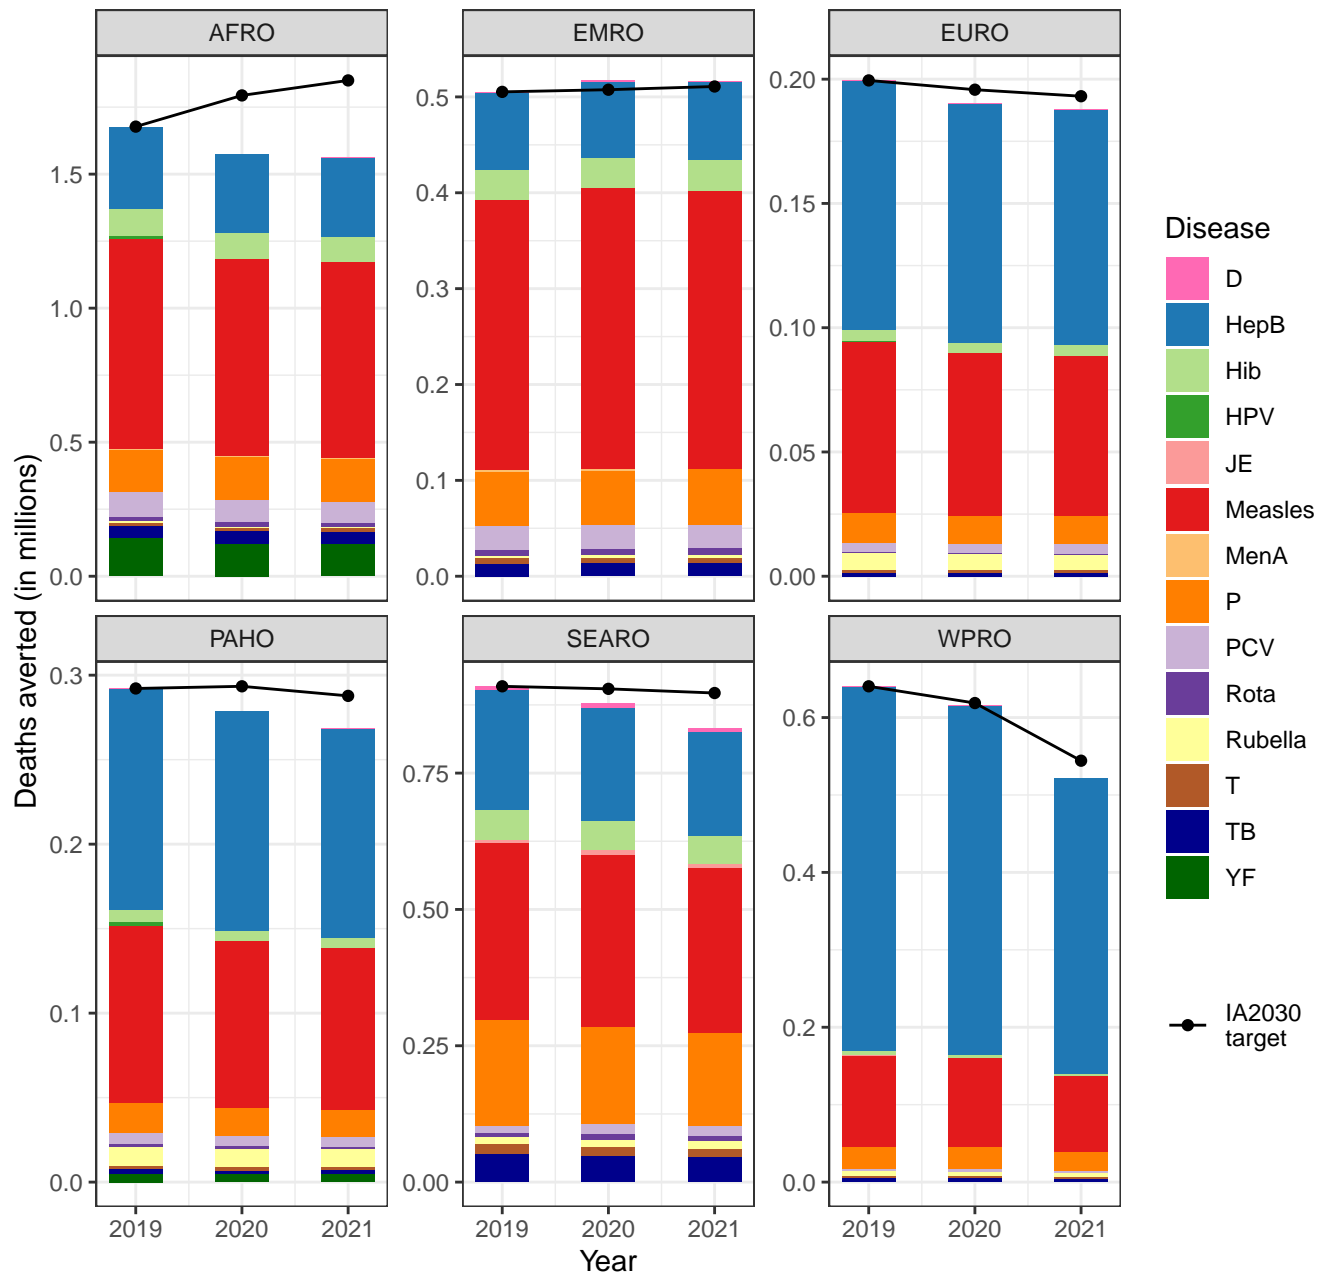 AFRO
EMRO
EURO
0.0
0.5
1.0
1.5
0.0
0.1
0.2
0.3
0.4
0.5
0.00
0.05
0.10
0.15
0.20
PAHO
SEARO
WPRO
0.0
0.1
0.2
0.3
0.00
0.25
0.50
0.75
0.0
0.2
0.4
0.6
2019 2020 2021
2019 2020 2021
2019 2020 2021
Year
Deaths averted (in millions)
Disease
D
HepB
Hib
HPV
JE
Measles
MenA
P
PCV
Rota
Rubella
T
TB
YF
IA2030
target